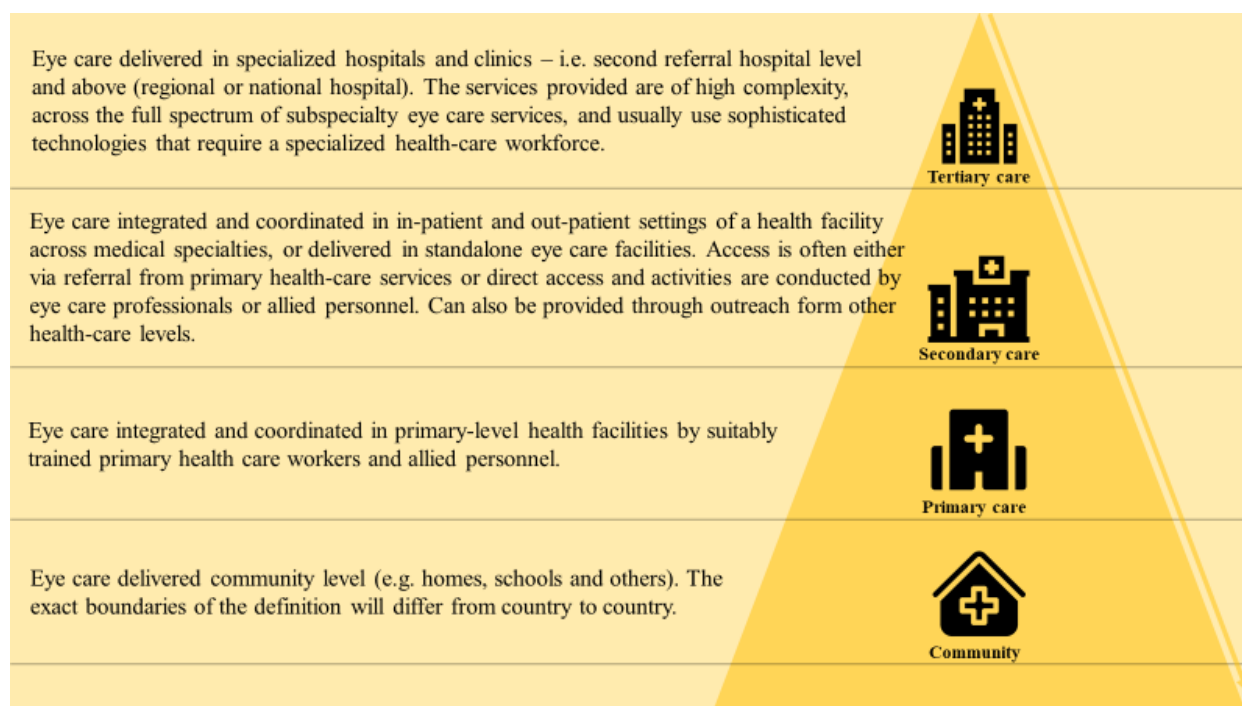 Eye care delivered in specialized hospitals and clinics – i.e. second referral hospital level
and above (regional or national hospital). The services provided are of high complexity,
across the full spectrum of subspecialty eye care services, and usually use sophisticated
technologies that require a specialized health-care workforce.
Tertiary care
Eye care integrated and coordinated in in-patient and out-patient settings of a health facility
across medical specialties, or delivered in standalone eye care facilities. Access is often either
via referral from primary health-care services or direct access and activities are conducted by
eye care professionals or allied personnel. Can also be provided through outreach form other
health-care levels.
Secondary care
Eye care integrated and coordinated in primary-level health facilities by suitably
trained primary health care workers and allied personnel.
Primary care
Eye care delivered community level (e.g. homes, schools and others). The
exact boundaries of the definition will differ from country to country.
Community